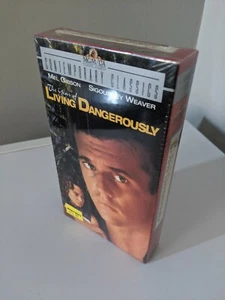 CONTEMPORARY CLASSICS
MEL GIBSON SIGOURNEY WEAVER
The Year of
LIVING DANGEROUSLY